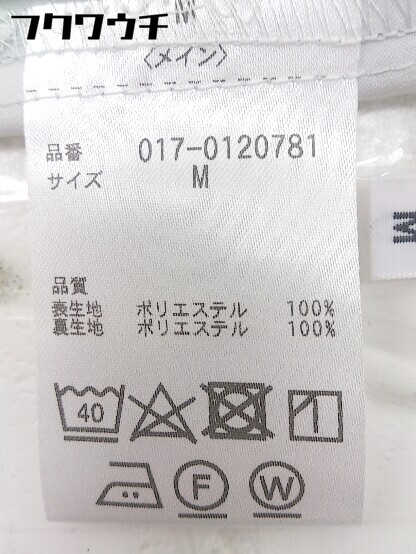 フクワウチ
M
〈メイン〉
品番 017-0120781
サイズ M
品質
表生地 ポリエステル 100%
裏生地 ポリエステル 100%
40
F W
M